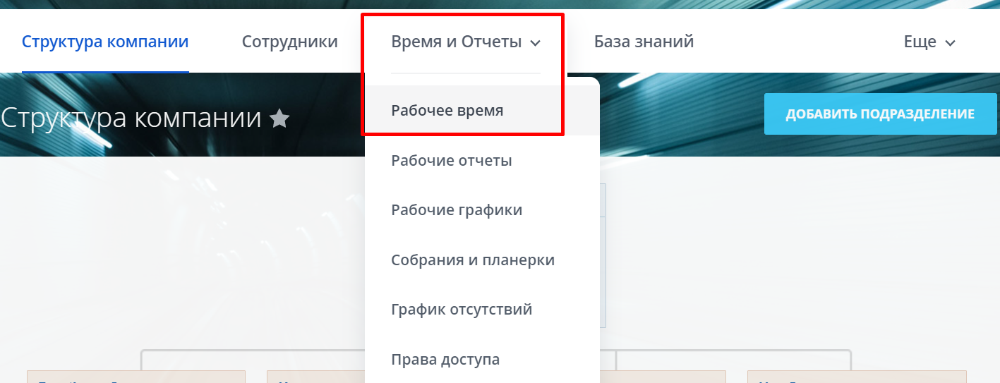 Структура компании Сотрудники Время и Отчеты База знаний Еще
Структура компании
ДОБАВИТЬ ПОДРАЗДЕЛЕНИЕ
Рабочее время
Рабочие отчеты
Рабочие графики
Собрания и планерки
График отсутствий
Права доступа